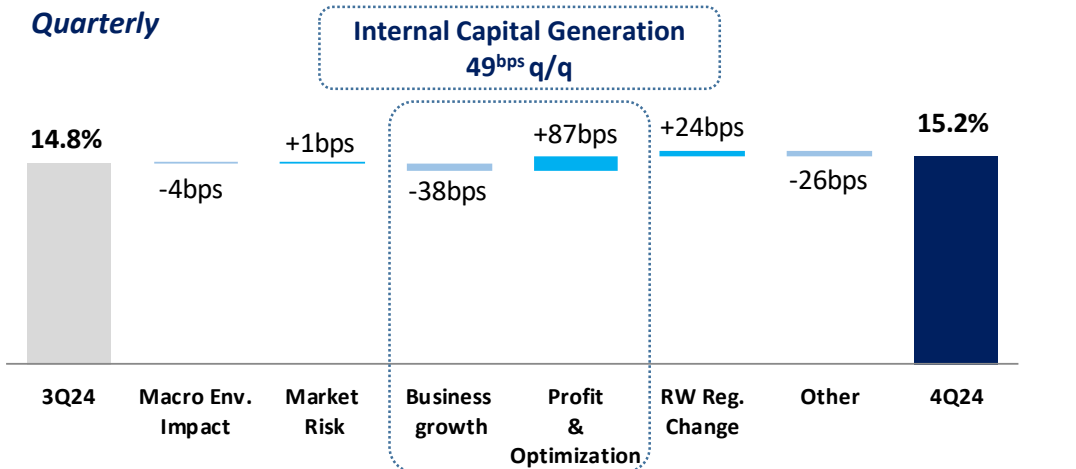 Quarterly
Internal Capital Generation
49bps q/q
14.8%
-4bps
+1bps
-38bps
+87bps
+24bps
-26bps
15.2%
3Q24
Macro Env.
Impact
Market
Risk
Business
growth
Profit
&
Optimization
RW Reg.
Change
Other
4Q24